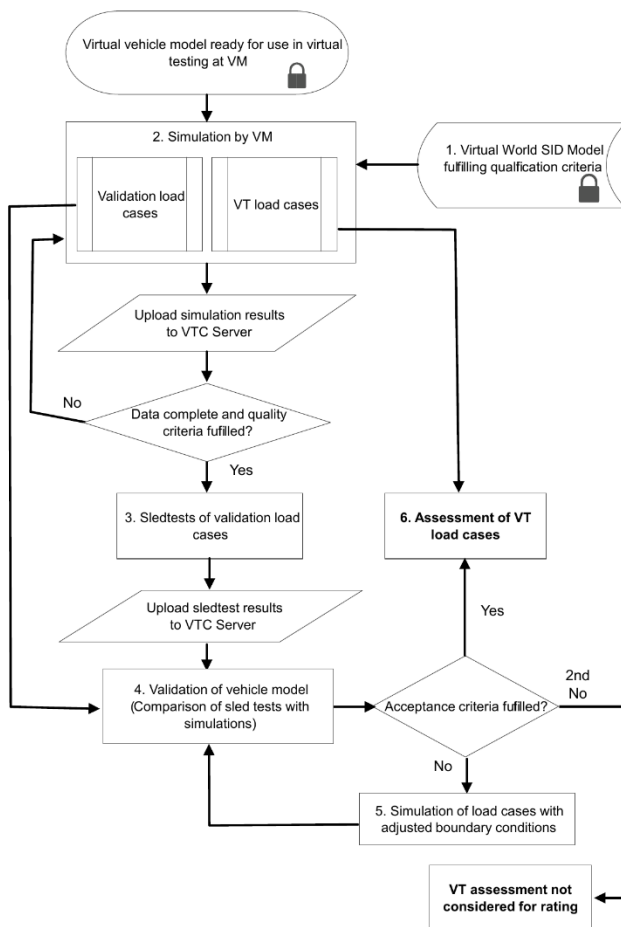 Virtual vehicle model ready for use in virtual
testing at VM
2. Simulation by VM
1. Virtual World SID Model
fulfilling qualfification criteria
Validation load
cases
VT load cases
Upload simulation results
to VTC Server
No
Data complete and quality
criteria fufilled?
Yes
3. Sledtests of validation load
cases
6. Assessment of VT
load cases
Upload sledtest results
to VTC Server
Yes
4. Validation of vehicle model
(Comparison of sled tests with
simulations)
Acceptance criteria fulfilled?
2nd
No
No
5. Simulation of load cases with
adjusted boundary conditions
VT assessment not
considered for rating